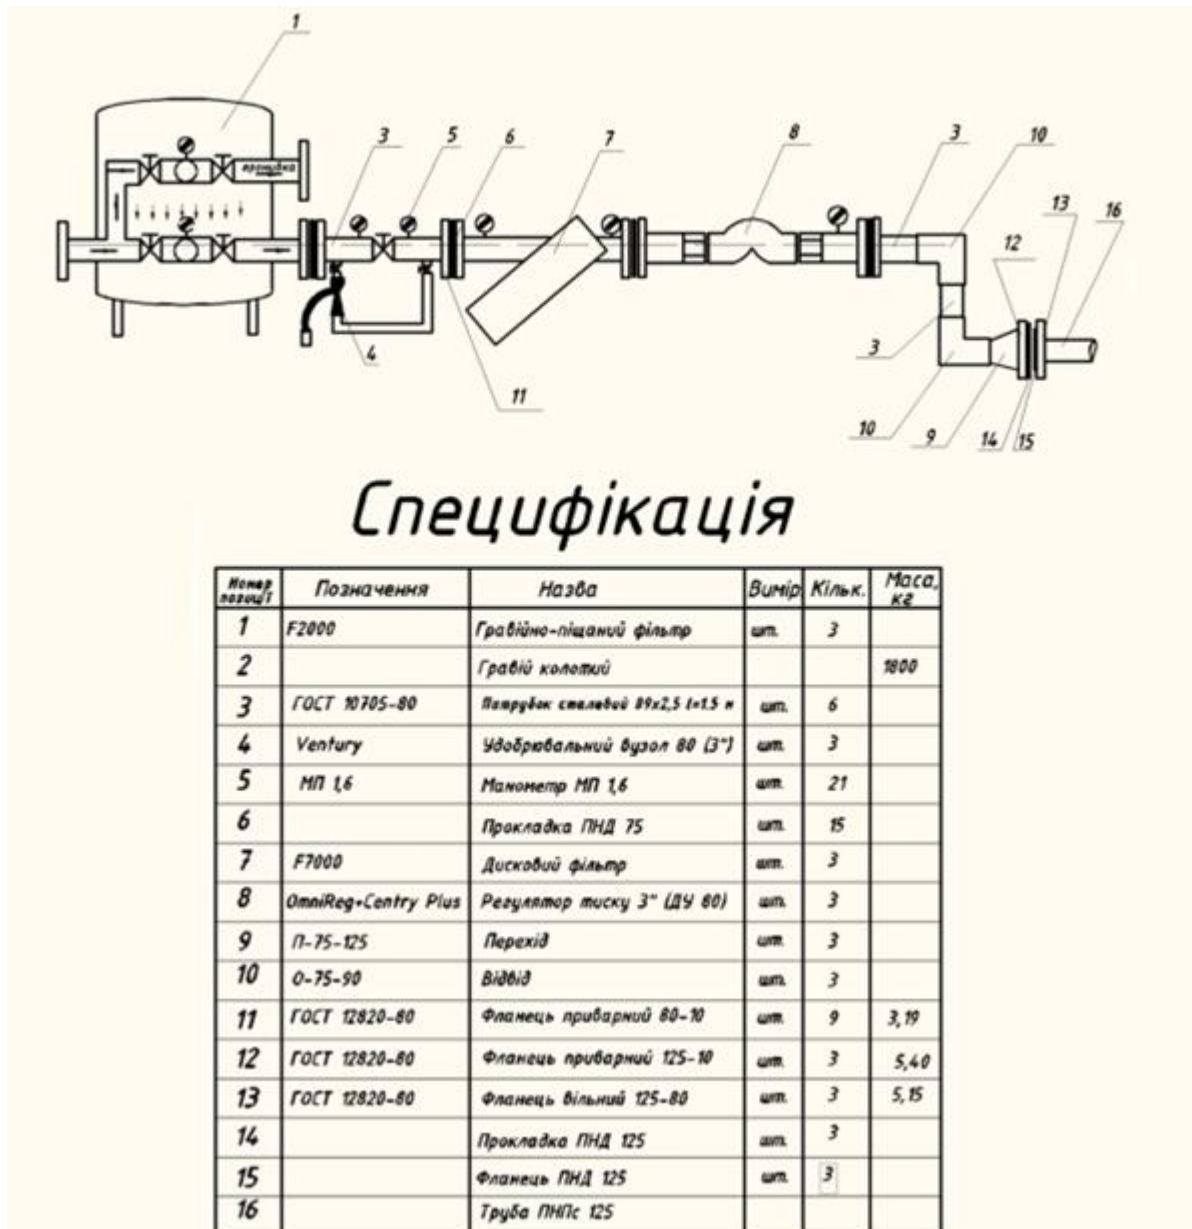 1
3
5
6
7
8
3
10
13
16
12
промивка
4
11
3
10
9
14
15
Специфікація
Номер позиції Позначення Назва Вимір Кільк. Маса, кг
1 F2000 Гравійно-піщаний фільтр шт. 3
2 Гравій колотий 1800
3 ГОСТ 10705-80 Патрубок сталевий 89х2,5 l=1.5 м шт. 6
4 Ventury Удобрювальний вузол 80 (3") шт. 3
5 МП 1,6 Манометр МП 1,6 шт. 21
6 Прокладка ПНД 75 шт. 15
7 F7000 Дисковий фільтр шт. 3
8 OmniReg+Centry Plus Регулятор тиску 3" (ДУ 80) шт. 3
9 П-75-125 Перехід шт. 3
10 О-75-90 Відвід шт. 3
11 ГОСТ 12820-80 Фланець приварний 80-10 шт. 9 3,19
12 ГОСТ 12820-80 Фланець приварний 125-10 шт. 3 5,40
13 ГОСТ 12820-80 Фланець вільний 125-80 шт. 3 5,15
14 Прокладка ПНД 125 шт. 3
15 Фланець ПНД 125 шт. 3
16 Труба ПНПс 125